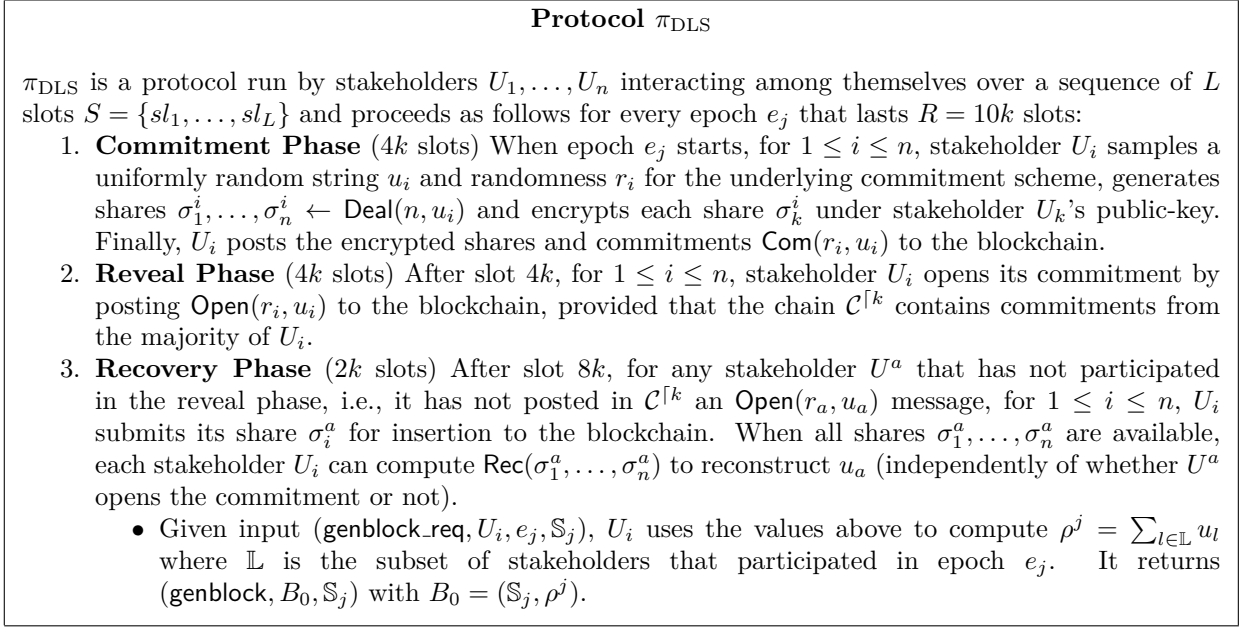 Protocol π_DLS
π_DLS is a protocol run by stakeholders U_1, . . . , U_n interacting among themselves over a sequence of L
slots S = {sl_1, . . . , sl_L} and proceeds as follows for every epoch e_j that lasts R = 10k slots:
1. Commitment Phase (4k slots) When epoch e_j starts, for 1 ≤ i ≤ n, stakeholder U_i samples a
uniformly random string u_i and randomness r_i for the underlying commitment scheme, generates
shares σ^i_1, . . . , σ^i_n ← Deal(n, u_i) and encrypts each share σ^i_k under stakeholder U_k's public-key.
Finally, U_i posts the encrypted shares and commitments Com(r_i, u_i) to the blockchain.
2. Reveal Phase (4k slots) After slot 4k, for 1 ≤ i ≤ n, stakeholder U_i opens its commitment by
posting Open(r_i, u_i) to the blockchain, provided that the chain C^⌈k contains commitments from
the majority of U_i.
3. Recovery Phase (2k slots) After slot 8k, for any stakeholder U^a that has not participated
in the reveal phase, i.e., it has not posted in C^⌈k an Open(r_a, u_a) message, for 1 ≤ i ≤ n, U_i
submits its share σ^a_i for insertion to the blockchain. When all shares σ^a_1, . . . , σ^a_n are available,
each stakeholder U_i can compute Rec(σ^a_1, . . . , σ^a_n) to reconstruct u_a (independently of whether U^a
opens the commitment or not).
• Given input (genblock_req, U_i, e_j, 𝕊_j), U_i uses the values above to compute ρ^j = ∑_{l∈𝕃} u_l
where 𝕃 is the subset of stakeholders that participated in epoch e_j. It returns
(genblock, B_0, 𝕊_j) with B_0 = (𝕊_j, ρ^j).